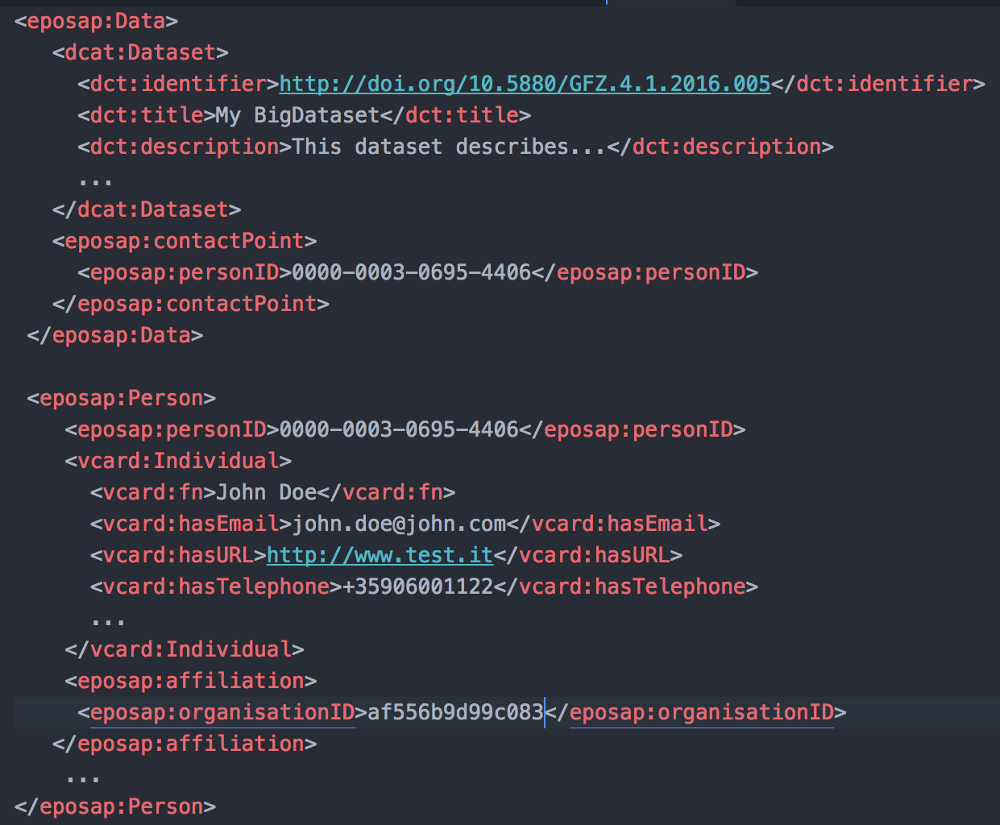 <eposap:Data>
<dcat:Dataset>
<dct:identifier>http://doi.org/10.5880/GFZ.4.1.2016.005</dct:identifier>
<dct:title>My BigDataset</dct:title>
<dct:description>This dataset describes...</dct:description>
...
</dcat:Dataset>
<eposap:contactPoint>
<eposap:personID>0000-0003-0695-4406</eposap:personID>
</eposap:contactPoint>
</eposap:Data>
<eposap:Person>
<eposap:personID>0000-0003-0695-4406</eposap:personID>
<vcard:Individual>
<vcard:fn>John Doe</vcard:fn>
<vcard:hasEmail>john.doe@john.com</vcard:hasEmail>
<vcard:hasURL>http://www.test.it</vcard:hasURL>
<vcard:hasTelephone>+35906001122</vcard:hasTelephone>
...
</vcard:Individual>
<eposap:affiliation>
<eposap:organisationID>af556b9d99c083</eposap:organisationID>
</eposap:affiliation>
...
</eposap:Person>